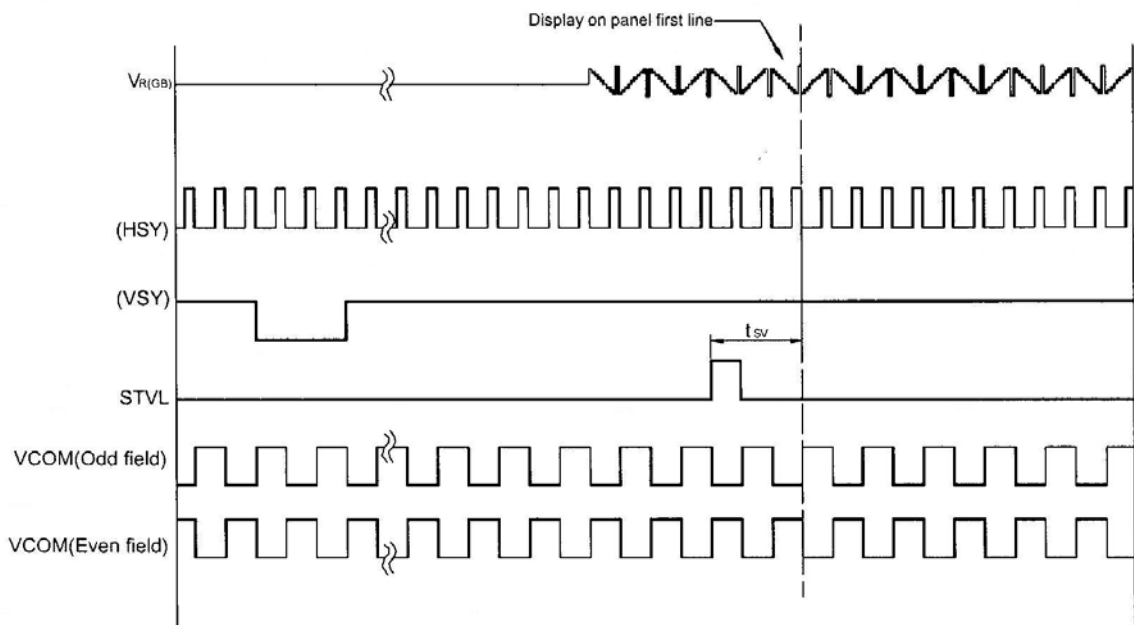 Display on panel first line
VR(GB)
(HSY)
(VSY)
tsv
STVL
VCOM(Odd field)
VCOM(Even field)